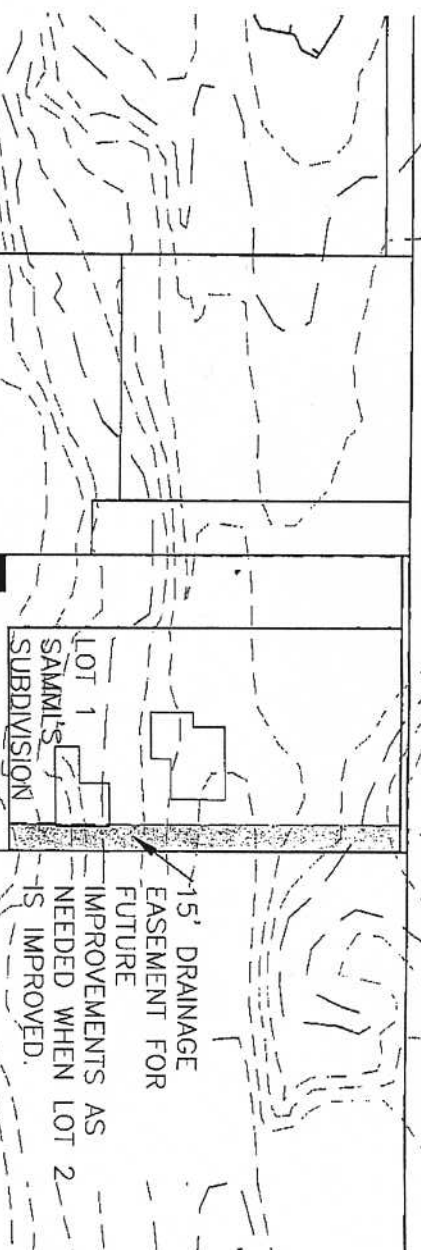 LOT 1
SAMMI'S
SUBDIVISION
15' DRAINAGE
EASEMENT FOR
FUTURE
IMPROVEMENTS AS
NEEDED WHEN LOT 2
IS IMPROVED.